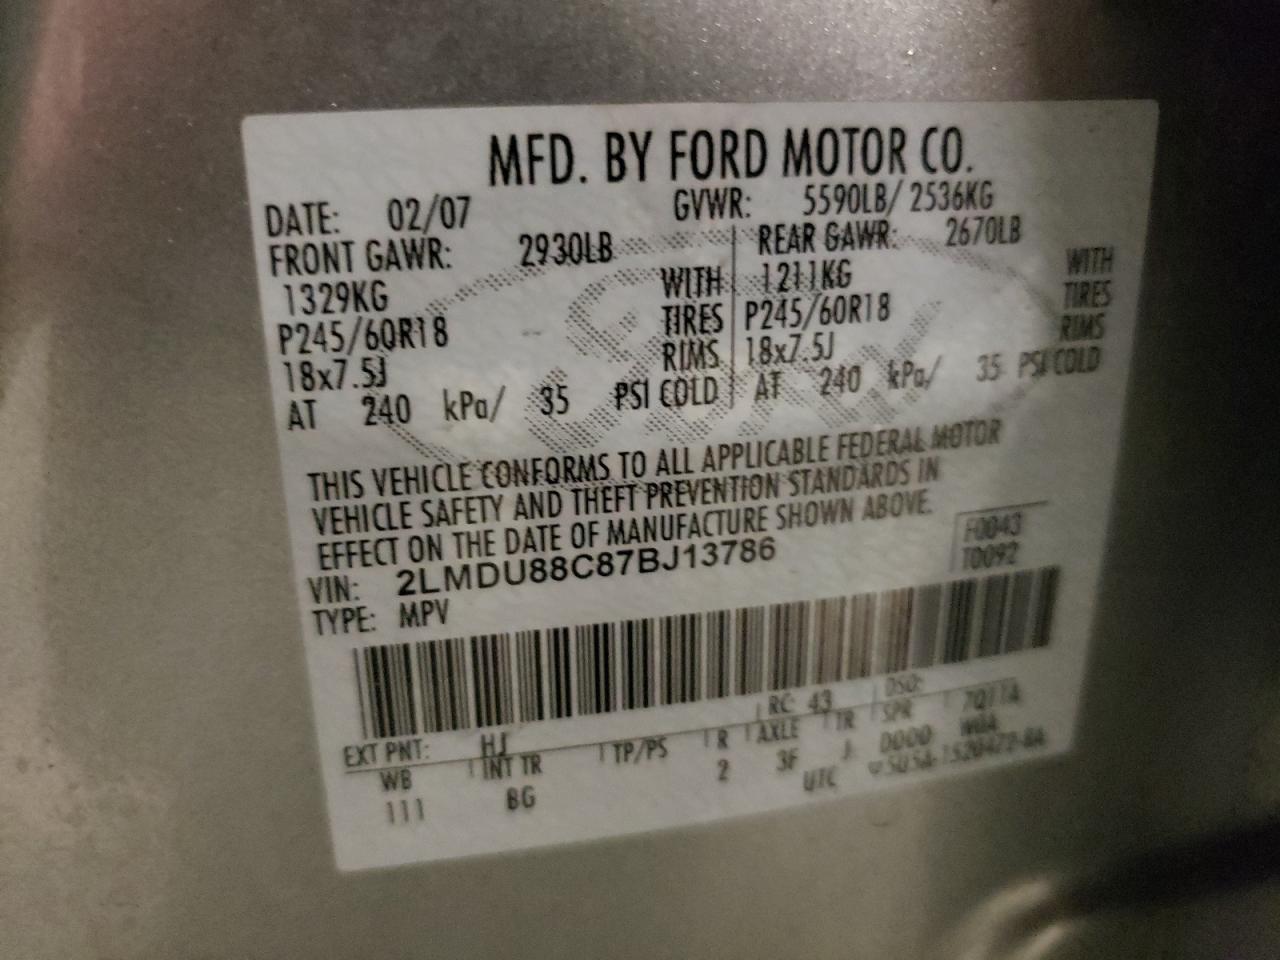 MFD. BY FORD MOTOR CO.
DATE: 02/07 GVWR: 5590LB/ 2536KG
FRONT GAWR: 2930LB REAR GAWR: 2670LB
1329KG WITH 1211KG WITH
P245/60R18 TIRES P245/60R18 TIRES
18x7.5J RIMS 18x7.5J RIMS
AT 240 kPa/ 35 PSI COLD AT 240 kPa/ 35 PSI COLD
THIS VEHICLE CONFORMS TO ALL APPLICABLE FEDERAL MOTOR
VEHICLE SAFETY AND THEFT PREVENTION STANDARDS IN
EFFECT ON THE DATE OF MANUFACTURE SHOWN ABOVE.
F0043
VIN: 2LMDU88C87BJ13786 T0092
TYPE: MPV
EXT PNT: HJ RC: 43 DSO:
WB INT TR TP/PS R AXLE TR SPR
111 BG 2 3F J D000
UTC